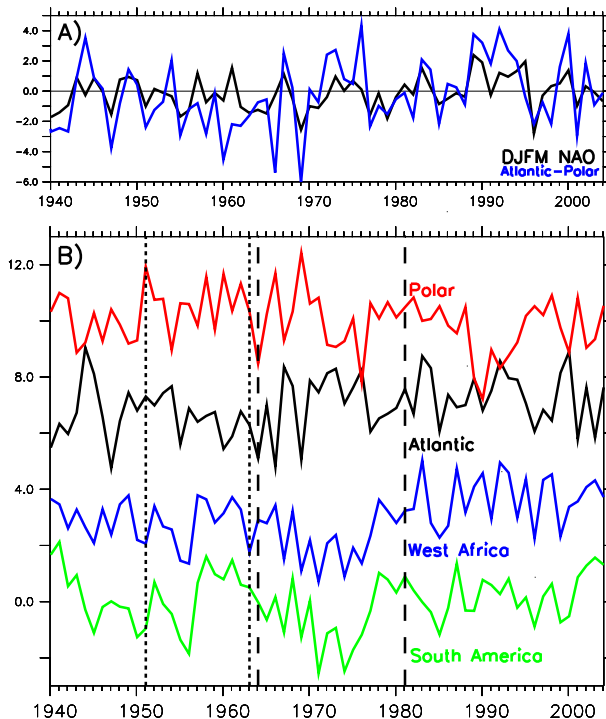 A)
4.0
2.0
0.0
-2.0
-4.0
-6.0
DJFM NAO
Atlantic-Polar
1940 1950 1960 1970 1980 1990 2000
B)
12.0
8.0
4.0
0.0
Polar
Atlantic
West Africa
South America
1940 1950 1960 1970 1980 1990 2000